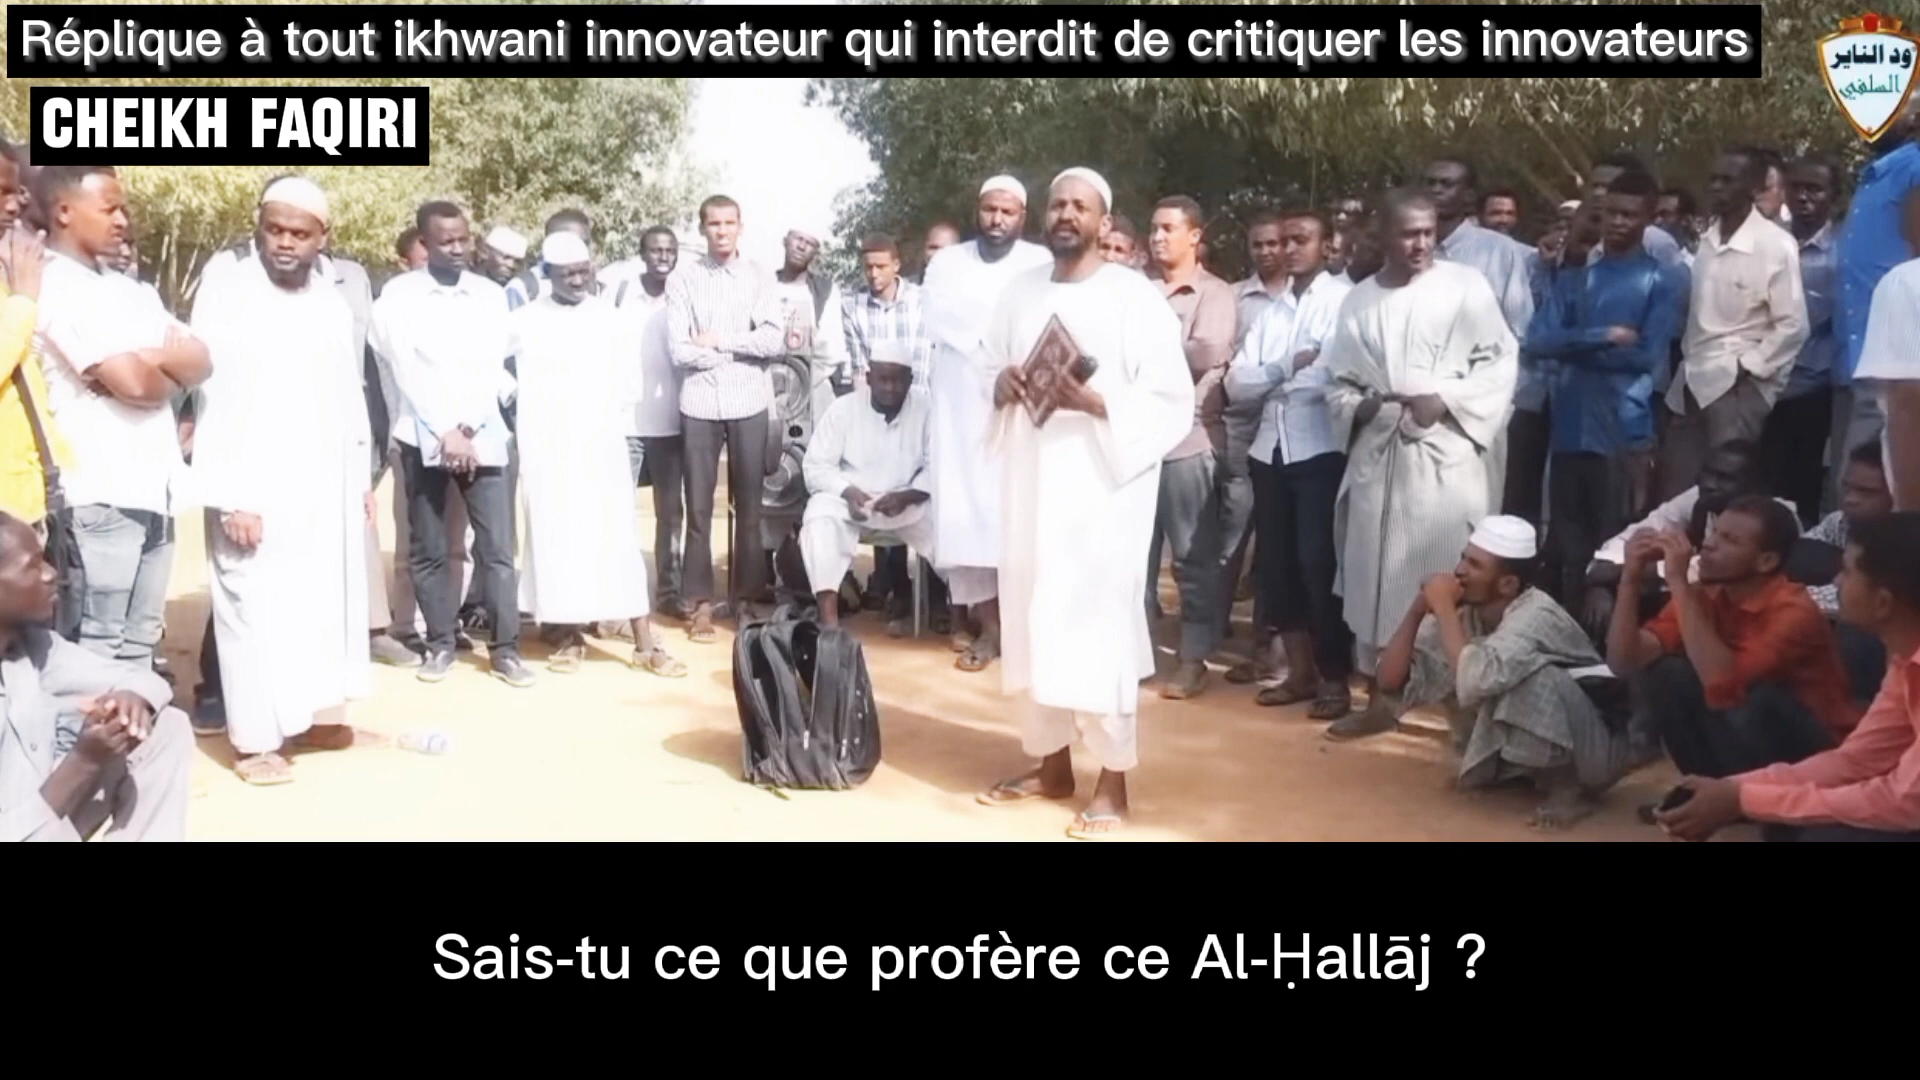 Réplique à tout ikhwani innovateur qui interdit de critiquer les innovateurs
CHEIKH FAQIRI
ود الناير
السلفي
Sais-tu ce que profère ce Al-Ḥallāj ?